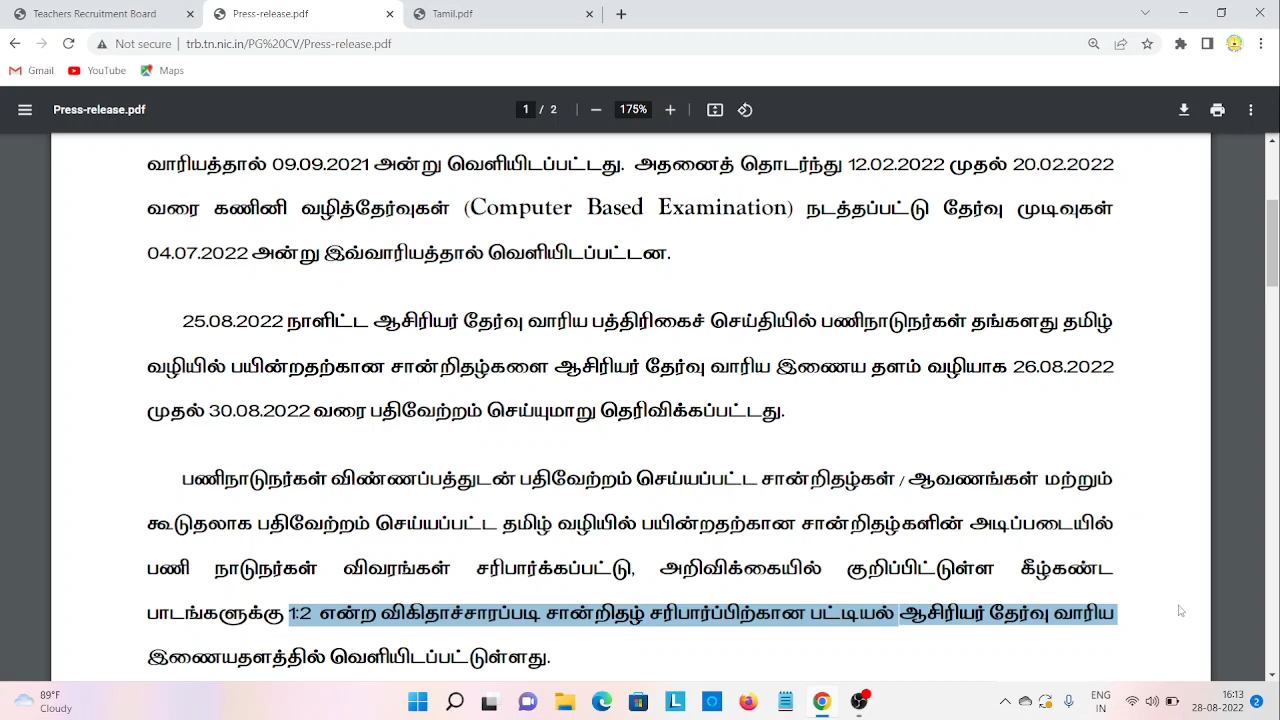 Teachers Recruitment Board
Press-release.pdf
Tamil.pdf
Not secure | trb.tn.nic.in/PG%20CV/Press-release.pdf
Gmail YouTube Maps
Press-release.pdf 1 / 2 175%
வாரியத்தால் 09.09.2021 அன்று வெளியிடப்பட்டது. அதனைத் தொடர்ந்து 12.02.2022 முதல் 20.02.2022
வரை கணினி வழித்தேர்வுகள் (Computer Based Examination) நடத்தப்பட்டு தேர்வு முடிவுகள்
04.07.2022 அன்று இவ்வாரியத்தால் வெளியிடப்பட்டன.
25.08.2022 நாளிட்ட ஆசிரியர் தேர்வு வாரிய பத்திரிகைச் செய்தியில் பணிநாடுநர்கள் தங்களது தமிழ்
வழியில் பயின்றதற்கான சான்றிதழ்களை ஆசிரியர் தேர்வு வாரிய இணைய தளம் வழியாக 26.08.2022
முதல் 30.08.2022 வரை பதிவேற்றம் செய்யுமாறு தெரிவிக்கப்பட்டது.
பணிநாடுநர்கள் விண்ணப்பத்துடன் பதிவேற்றம் செய்யப்பட்ட சான்றிதழ்கள் / ஆவணங்கள் மற்றும்
கூடுதலாக பதிவேற்றம் செய்யப்பட்ட தமிழ் வழியில் பயின்றதற்கான சான்றிதழ்களின் அடிப்படையில்
பணி நாடுநர்கள் விவரங்கள் சரிபார்க்கப்பட்டு, அறிவிக்கையில் குறிப்பிட்டுள்ள கீழ்கண்ட
பாடங்களுக்கு 1:2 என்ற விகிதாச்சாரப்படி சான்றிதழ் சரிபார்ப்பிற்கான பட்டியல் ஆசிரியர் தேர்வு வாரிய
இணையதளத்தில் வெளியிடப்பட்டுள்ளது.
89°F
Cloudy
ENG
IN
16:13
28-08-2022
2